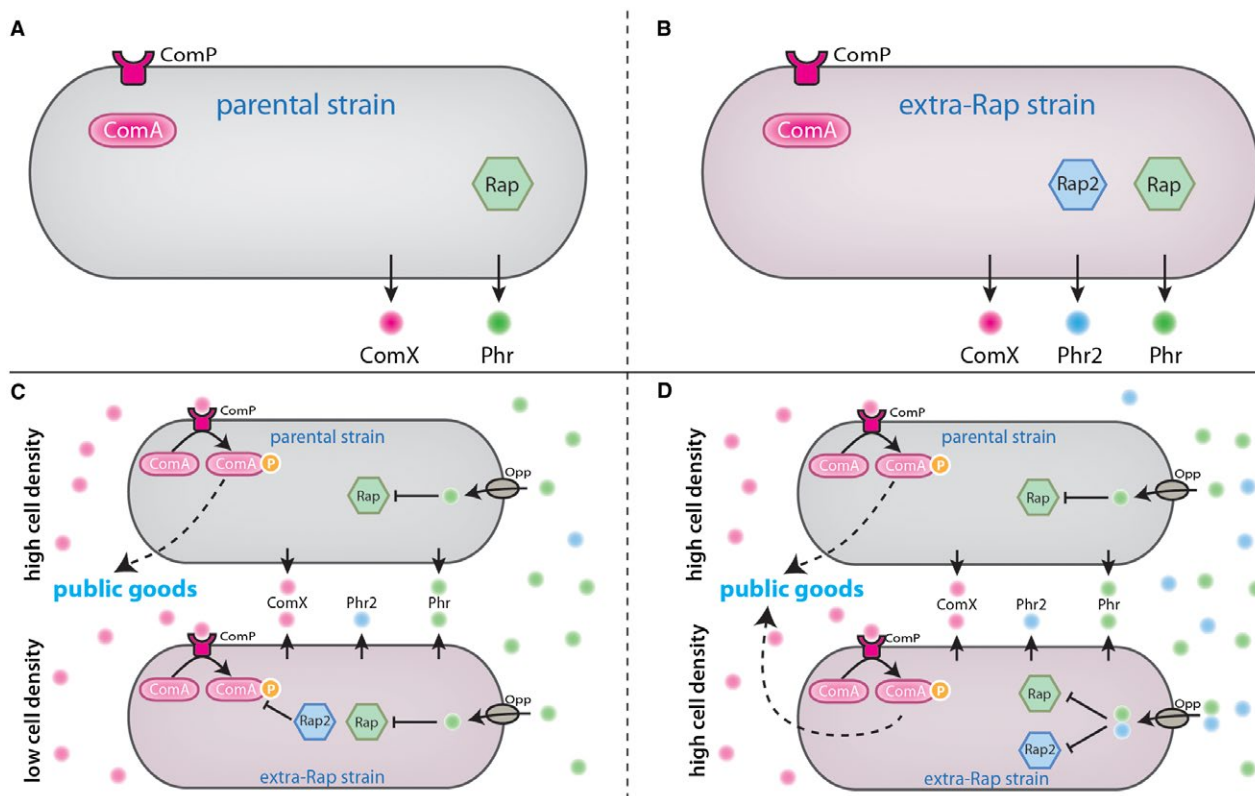 A
ComP
parental strain
ComA
Rap
ComX
Phr
B
ComP
extra-Rap strain
ComA
Rap2
Rap
ComX
Phr2
Phr
C
high cell density
ComP
parental strain
ComA
ComA
P
Rap
Opp
public goods
ComX
Phr2
Phr
low cell density
ComP
ComA
ComA
P
Rap2
Rap
Opp
extra-Rap strain
D
high cell density
ComP
parental strain
ComA
ComA
P
Rap
Opp
public goods
ComX
Phr2
Phr
high cell density
ComP
ComA
ComA
P
Rap
Rap2
Opp
extra-Rap strain